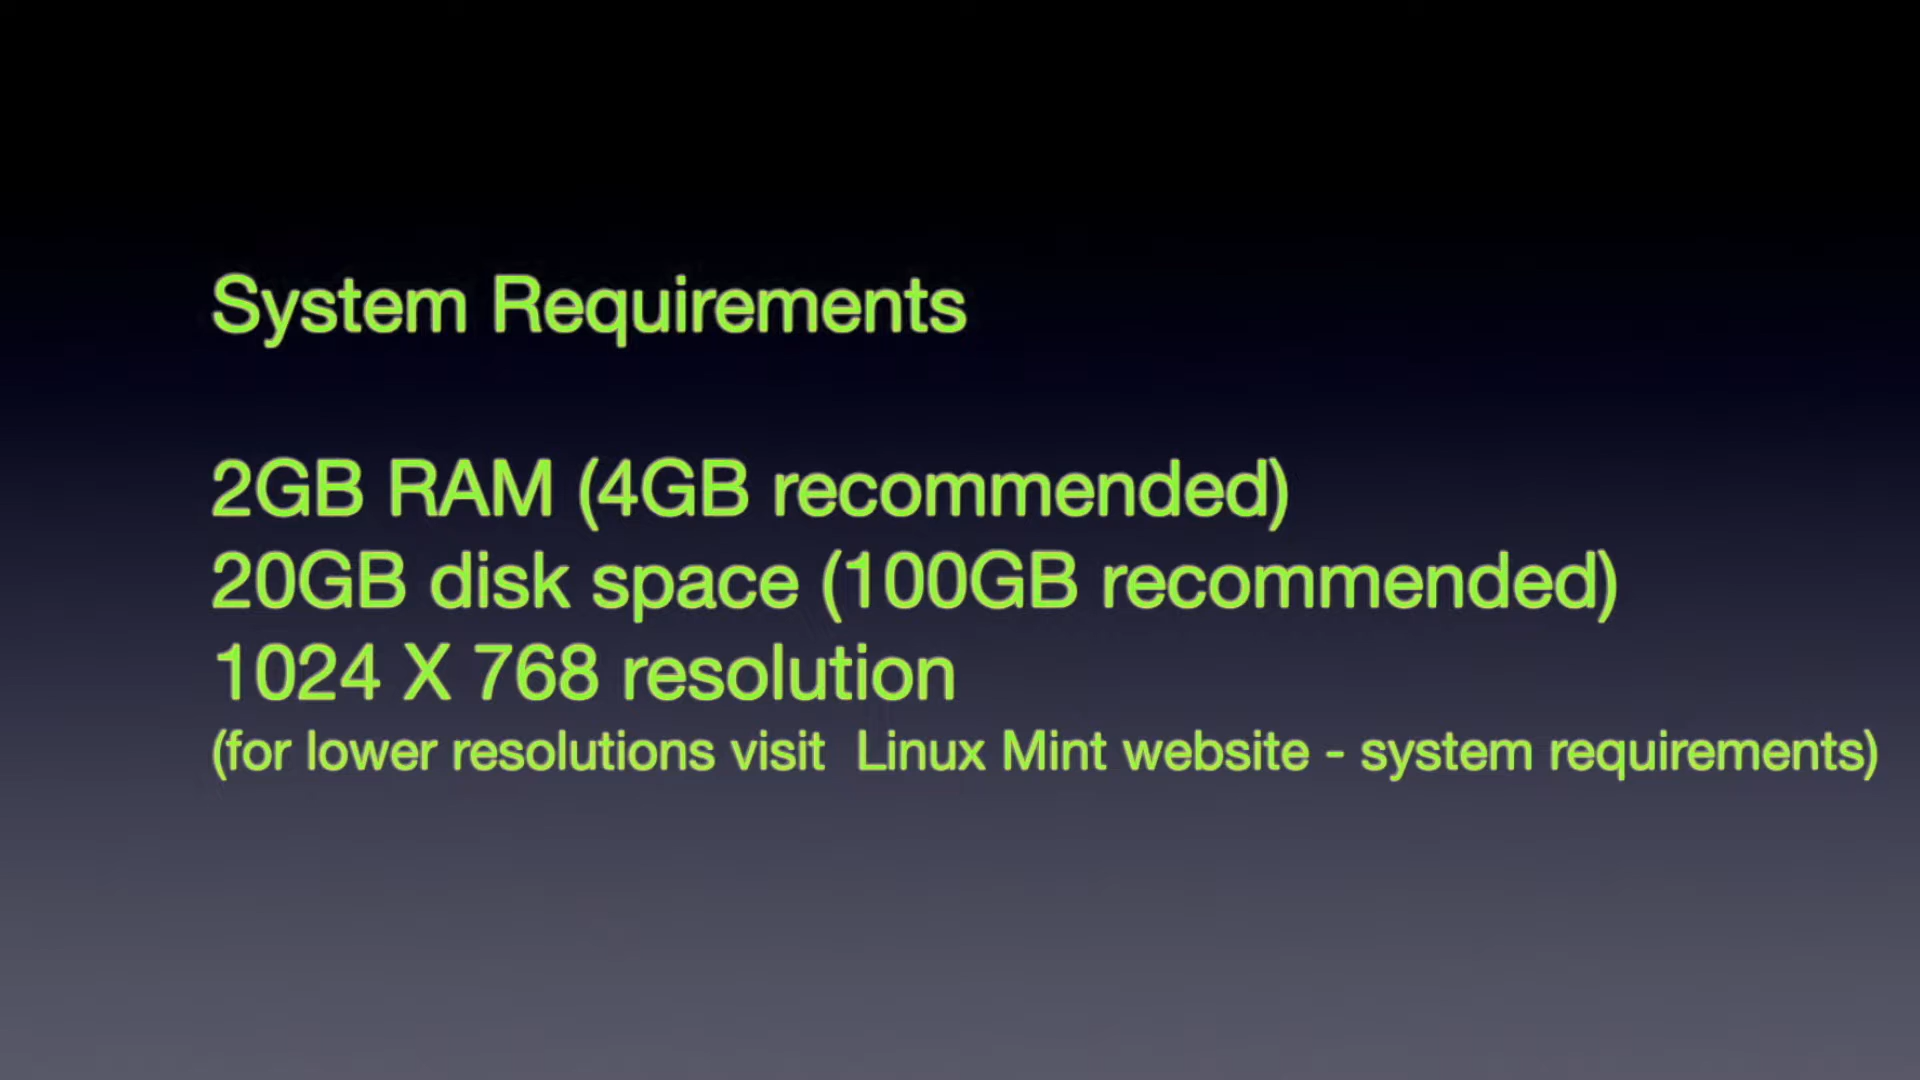 System Requirements
2GB RAM (4GB recommended)
20GB disk space (100GB recommended)
1024 X 768 resolution
(for lower resolutions visit  Linux Mint website - system requirements)